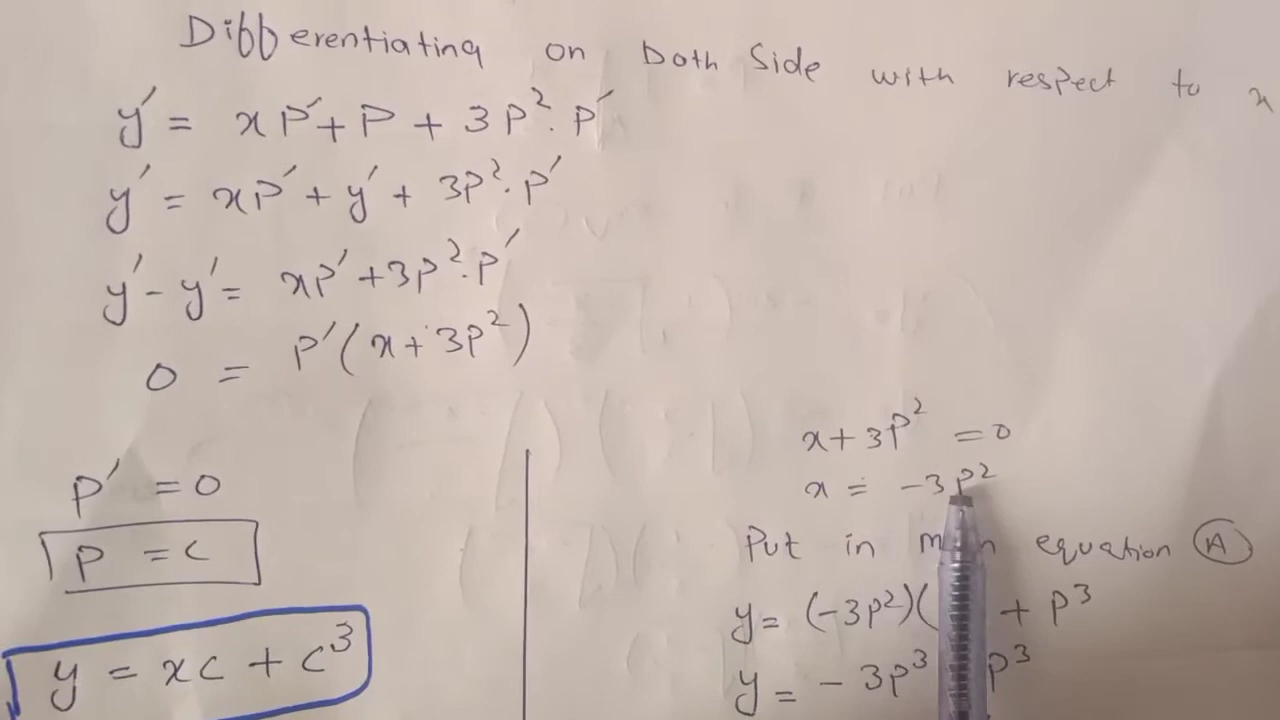 Differentiating on both Side with respect to x
y' = xp' + p + 3p². p'
y' = xp' + y' + 3p². p'
y' - y' = xp' + 3p². p'
0 = p'(x + 3p²)
p' = 0
p = c
y = xc + c³
x + 3p² = 0
x = -3p²
Put in equation A
y = (-3p²)( + p³
y = - 3p³ p³